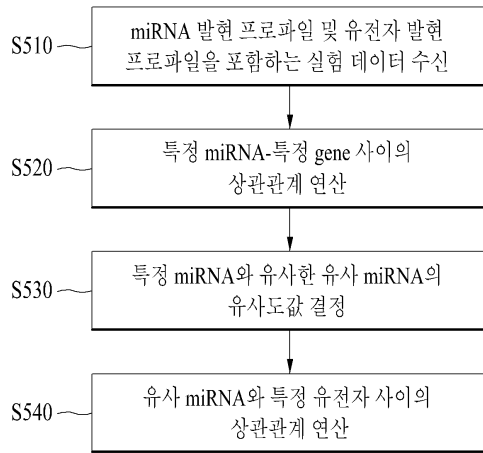 S510
miRNA 발현 프로파일 및 유전자 발현
프로파일을 포함하는 실험 데이터 수신
S520
특정 miRNA-특정 gene 사이의
상관관계 연산
S530
특정 miRNA와 유사한 유사 miRNA의
유사도값 결정
S540
유사 miRNA와 특정 유전자 사이의
상관관계 연산